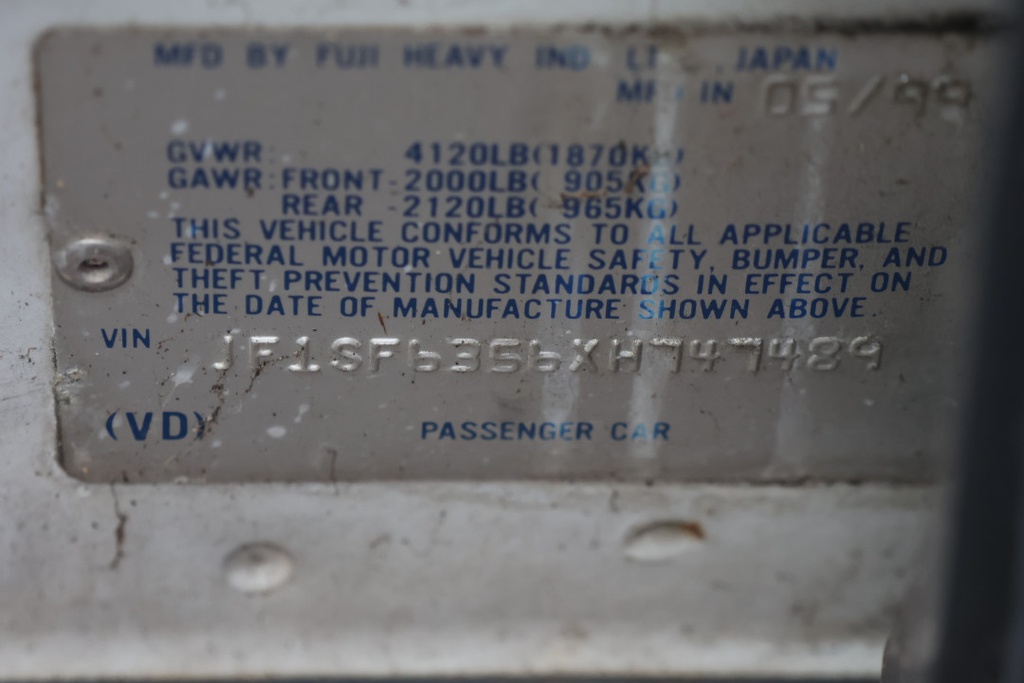 MFD BY FUJI HEAVY IND LTD., JAPAN
MFD IN 05/99
GVWR: 4120LB(1870KG)
GAWR:FRONT-2000LB( 905KG)
REAR -2120LB( 965KG)
THIS VEHICLE CONFORMS TO ALL APPLICABLE
FEDERAL MOTOR VEHICLE SAFETY, BUMPER, AND
THEFT PREVENTION STANDARDS IN EFFECT ON
THE DATE OF MANUFACTURE SHOWN ABOVE.
VIN JF1SF6356XH747489
(VD) PASSENGER CAR